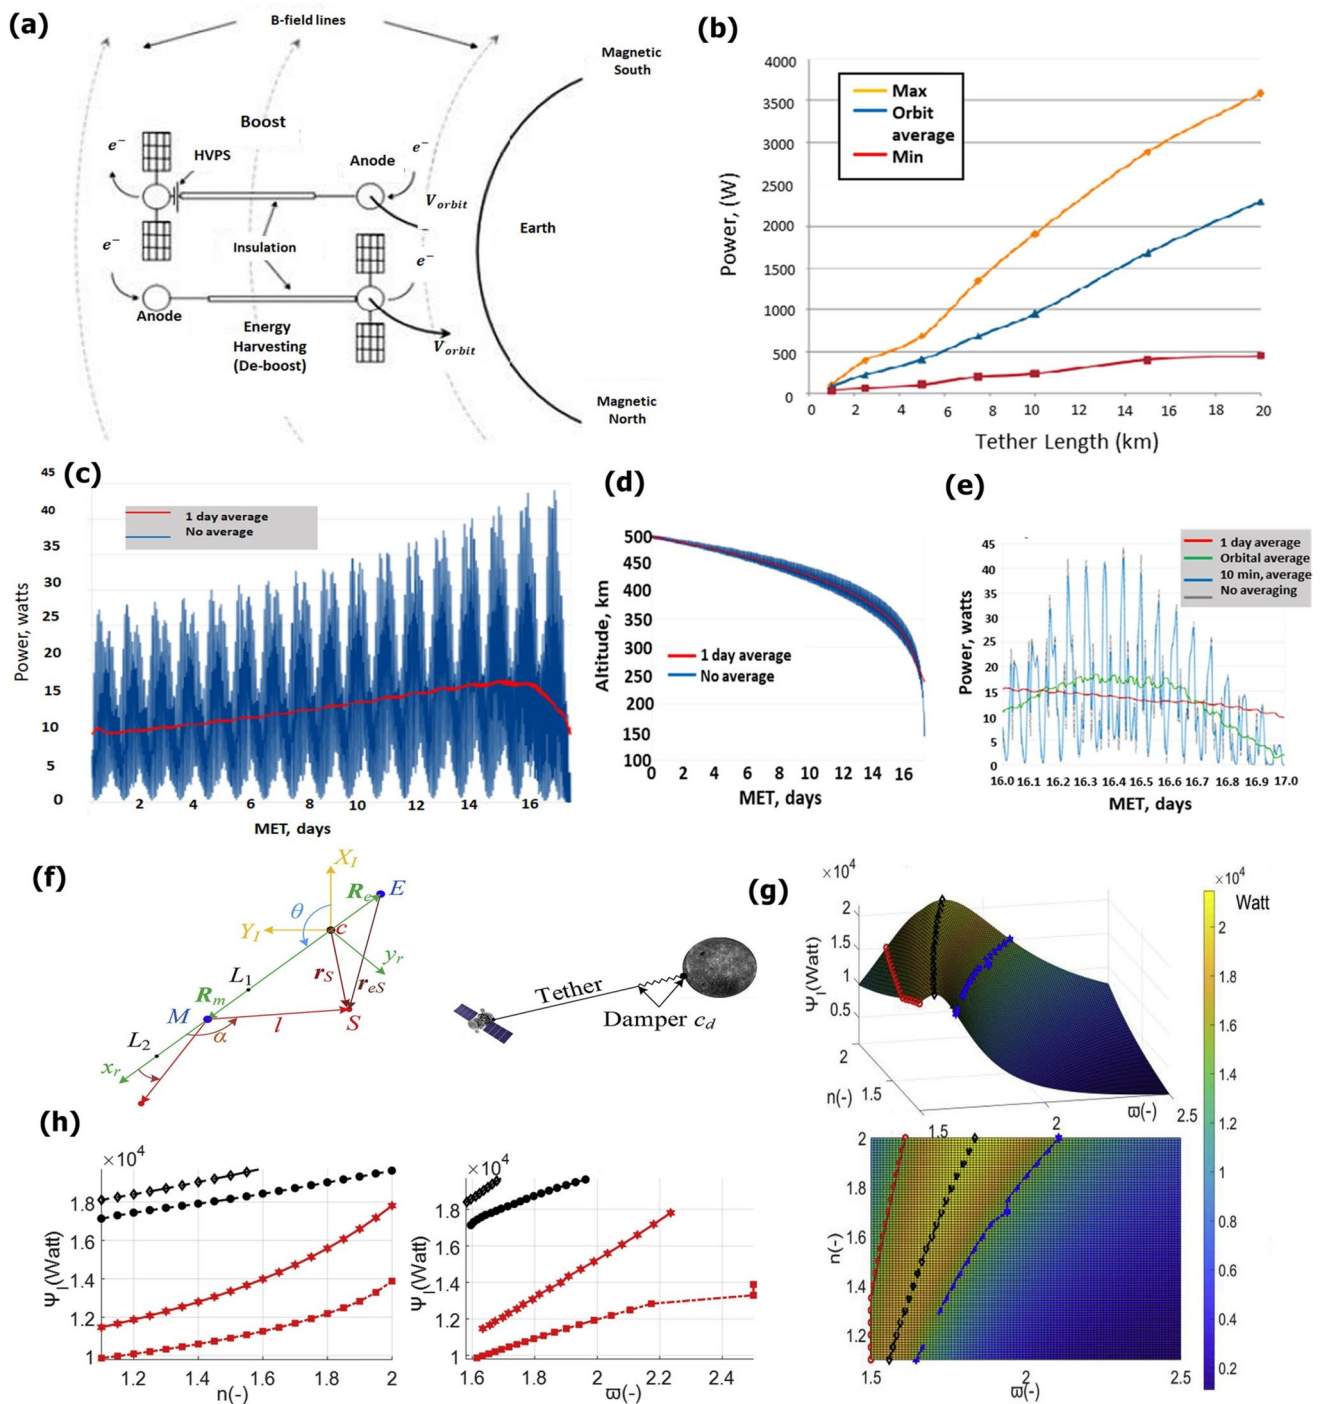 (a)
B-field lines
Magnetic
South
Boost
e⁻
HVPS
Anode
e⁻
V_orbit
Earth
e⁻
Insulation
e⁻
Anode
Energy
Harvesting
(De-boost)
V_orbit
Magnetic
North
(b)
4000
3500
3000
2500
2000
1500
1000
500
0
Power, (W)
Max
Orbit
average
Min
0 2 4 6 8 10 12 14 16 18 20
Tether Length (km)
(c)
45
40
35
30
25
20
15
10
5
0
Power, watts
1 day average
No average
2 4 6 8 10 12 14 16
MET, days
(d)
500
450
400
350
300
250
200
150
100
Altitude, km
1 day average
No average
0 2 4 6 8 10 12 14 16
MET, days
(e)
1 day average
Orbital average
10 min, average
No averaging
45
40
35
30
25
20
15
10
5
0
Power, watts
16.0 16.1 16.2 16.3 16.4 16.5 16.6 16.7 16.8 16.9 17.0
MET, days
(f)
X_I
R_e
E
θ
Y_I
c
y_r
L_1
r_S
r_eS
R_m
M
l
S
α
L_2
x_r
Tether
Damper c_d
(g)
×10⁴
2
1.5
1
0.5
Ψ_I(Watt)
2
1.5
n(-)
1.5
2
2.5
ϖ(-)
×10⁴
Watt
2
1.8
1.6
1.4
1.2
1
0.8
0.6
0.4
0.2
2
1.8
1.6
1.4
1.2
n(-)
1.5 2 2.5
ϖ(-)
(h)
×10⁴
1.8
1.6
1.4
1.2
1
Ψ_I(Watt)
1.2 1.4 1.6 1.8 2
n(-)
×10⁴
1.8
1.6
1.4
1.2
1
Ψ_I(Watt)
1.6 1.8 2 2.2 2.4
ϖ(-)